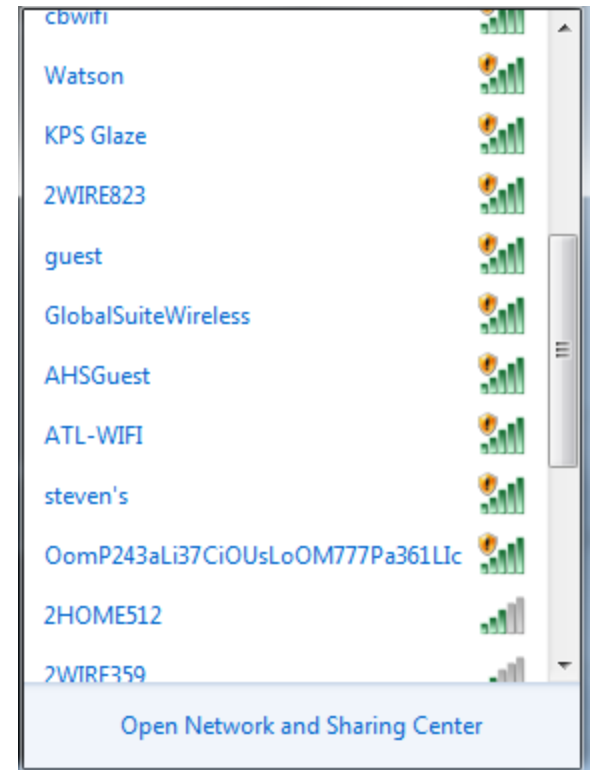 cbwifi
Watson
KPS Glaze
2WIRE823
guest
GlobalSuiteWireless
AHSGuest
ATL-WIFI
steven's
OomP243aLi37CiOUsLoOM777Pa361LIc
2HOME512
2WIRE359
Open Network and Sharing Center